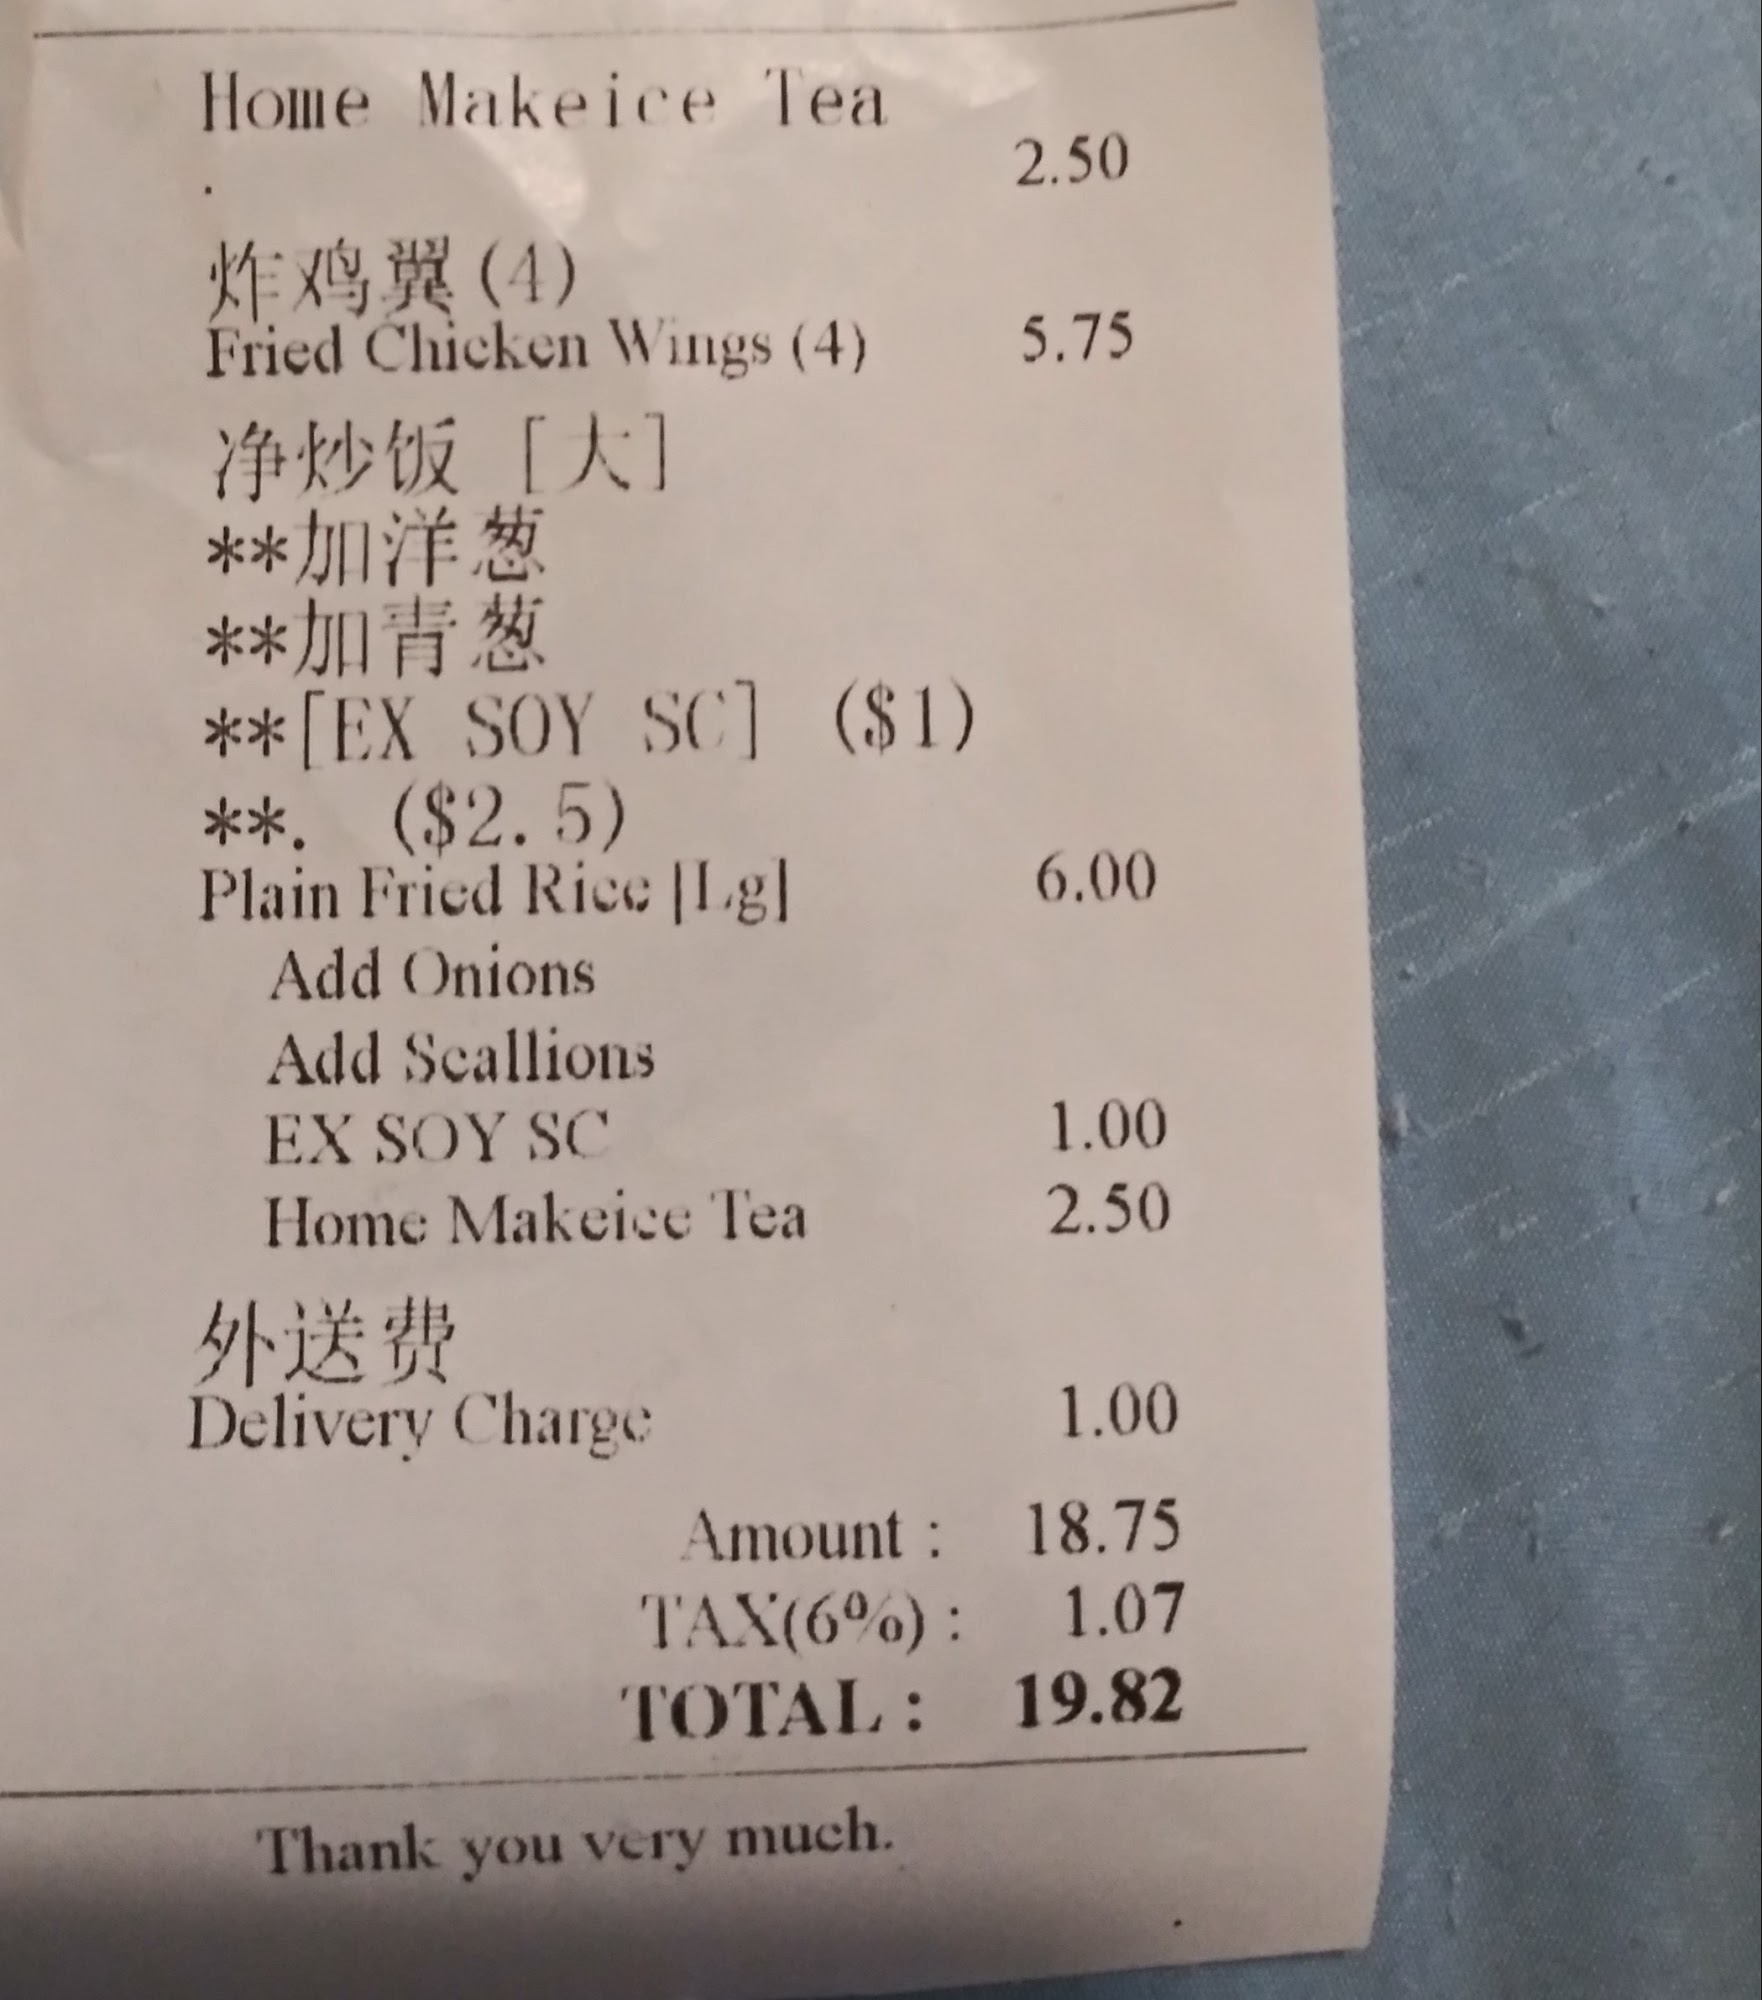 Home Makeice Tea
. 2.50
炸鸡翼(4)
Fried Chicken Wings (4) 5.75
净炒饭 [大]
**加洋葱
**加青葱
**[EX SOY SC] ($1)
**. ($2.5)
Plain Fried Rice [Lg] 6.00
Add Onions
Add Scallions
EX SOY SC 1.00
Home Makeice Tea 2.50
外送费
Delivery Charge 1.00
Amount : 18.75
TAX(6%) : 1.07
TOTAL : 19.82
Thank you very much.